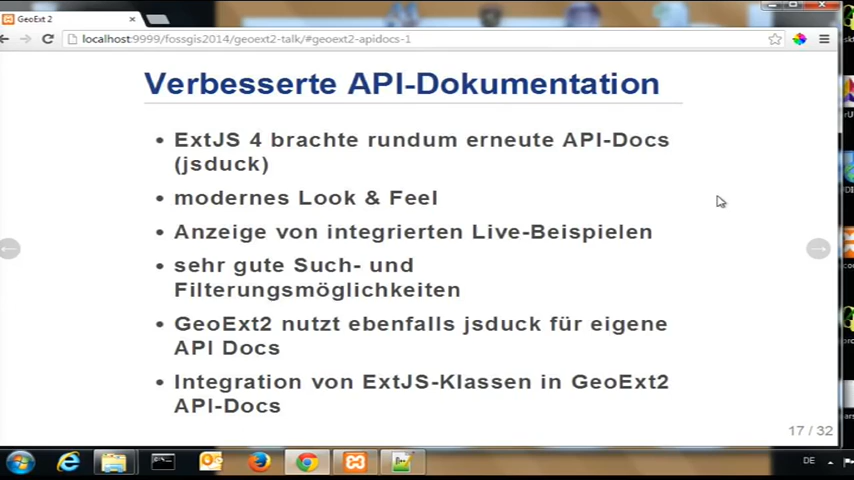 GeoExt 2
localhost:9999/fossgis2014/geoext2-talk/#geoext2-apidocs-1
Verbesserte API-Dokumentation
• ExtJS 4 brachte rundum erneute API-Docs
(jsduck)
• modernes Look & Feel
• Anzeige von integrierten Live-Beispielen
• sehr gute Such- und
Filterungsmöglichkeiten
• GeoExt2 nutzt ebenfalls jsduck für eigene
API Docs
• Integration von ExtJS-Klassen in GeoExt2
API-Docs
17 / 32
DE